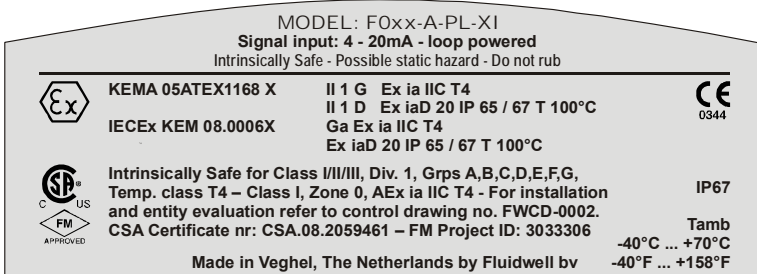 MODEL: F0xx-A-PL-XI
Signal input: 4 - 20mA - loop powered
Intrinsically Safe - Possible static hazard - Do not rub
Ex
KEMA 05ATEX1168 X II 1 G Ex ia IIC T4
II 1 D Ex iaD 20 IP 65 / 67 T 100°C
IECEx KEM 08.0006X Ga Ex ia IIC T4
Ex iaD 20 IP 65 / 67 T 100°C
CE
0344
Intrinsically Safe for Class I/II/III, Div. 1, Grps A,B,C,D,E,F,G,
Temp. class T4 – Class I, Zone 0, AEx ia IIC T4 - For installation
and entity evaluation refer to control drawing no. FWCD-0002.
CSA Certificate nr: CSA.08.2059461 – FM Project ID: 3033306
SA ®
C US
FM
APPROVED
IP67
Tamb
-40°C ... +70°C
Made in Veghel, The Netherlands by Fluidwell bv -40°F ... +158°F